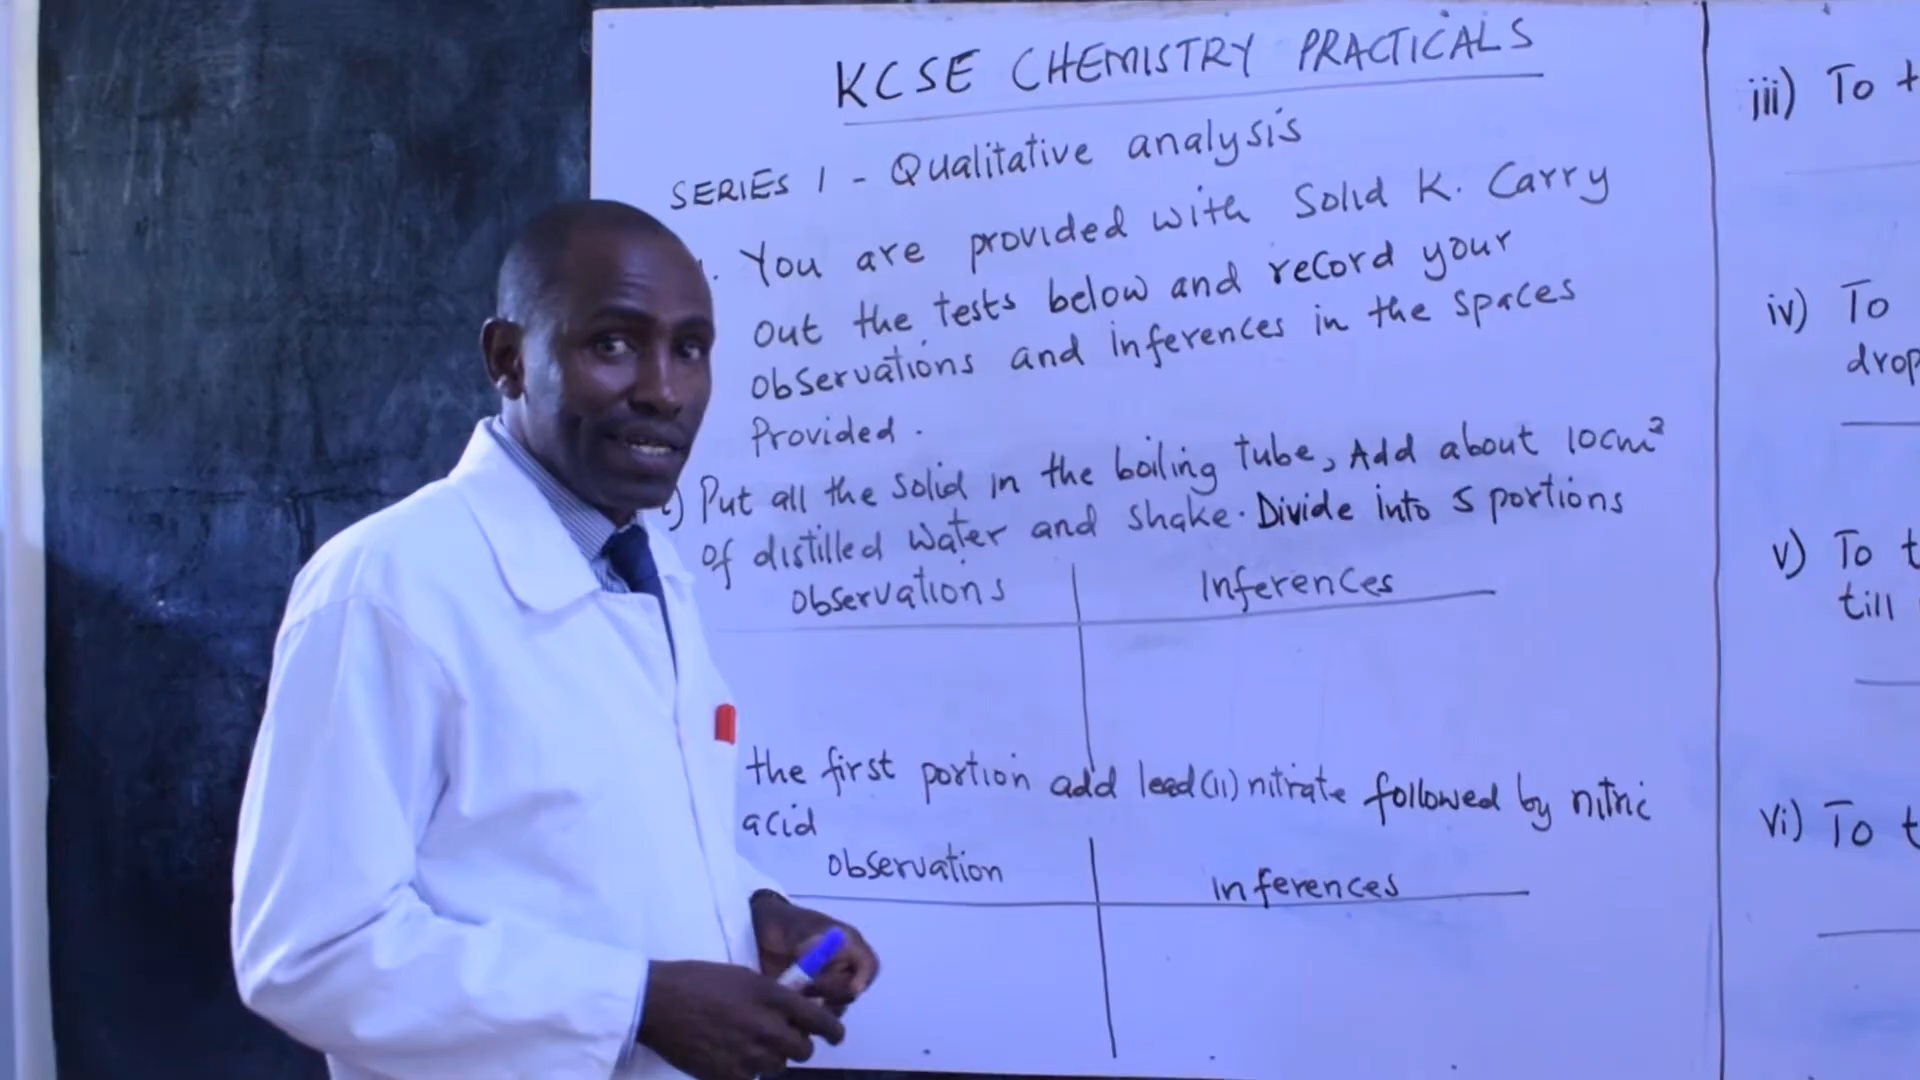 KCSE CHEMISTRY PRACTICALS
SERIES 1 - Qualitative analysis
. You are provided with Solid K. Carry
out the tests below and record your
observations and inferences in the spaces
Provided.
) Put all the solid in the boiling tube, Add about 10cm²
of distilled water and shake. Divide into 5 portions
observations Inferences
the first portion add lead(II) nitrate followed by nitric
acid
observation inferences
iii) To t
iv) To
drop
v) To t
till
vi) To t